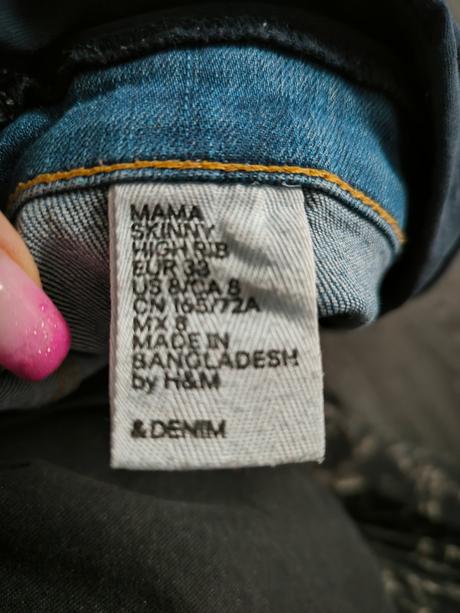 MAMA
SKINNY
HIGH RIB
EUR 38
US 8/CA 8
CN 165/72A
MX 8
MADE IN
BANGLADESH
by H&M
& DENIM